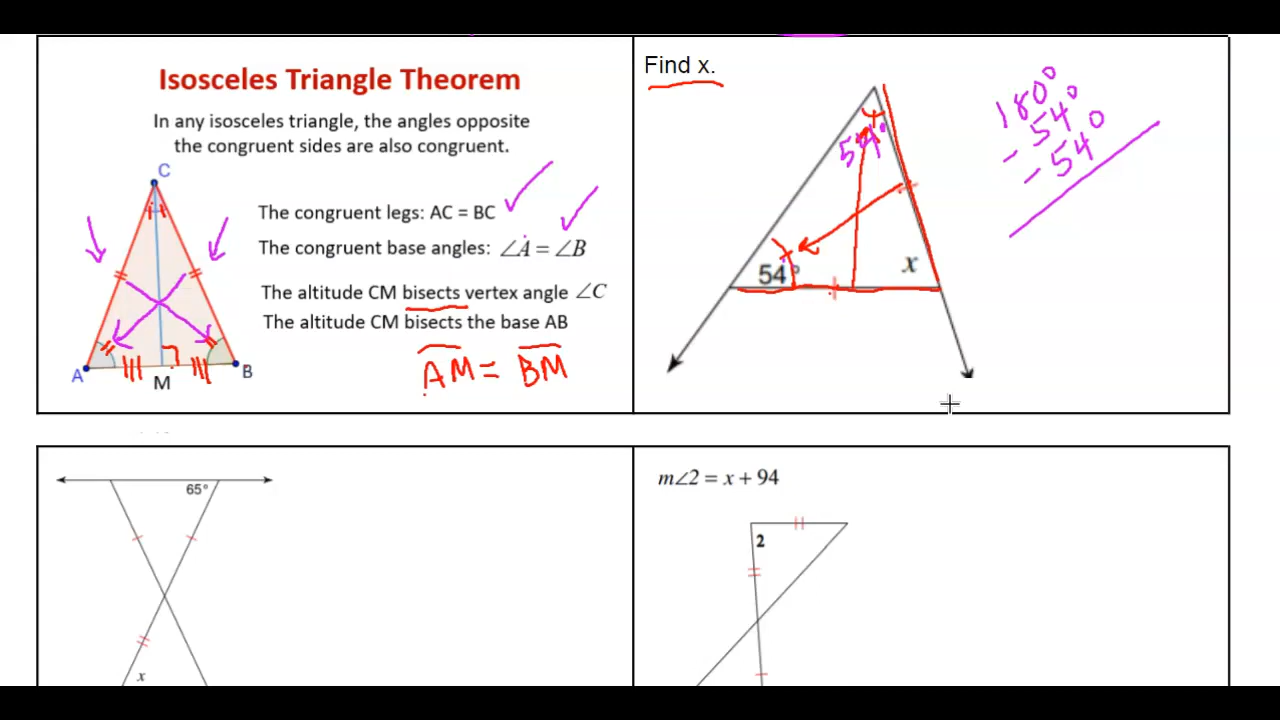 Isosceles Triangle Theorem
In any isosceles triangle, the angles opposite
the congruent sides are also congruent.
C
The congruent legs: AC = BC
The congruent base angles: ∠A = ∠B
The altitude CM bisects vertex angle ∠C
The altitude CM bisects the base AB
AM = BM
A
M
B
Find x.
54°
54°
x
180°
- 54°
- 54°
65°
x
m∠2 = x + 94
2